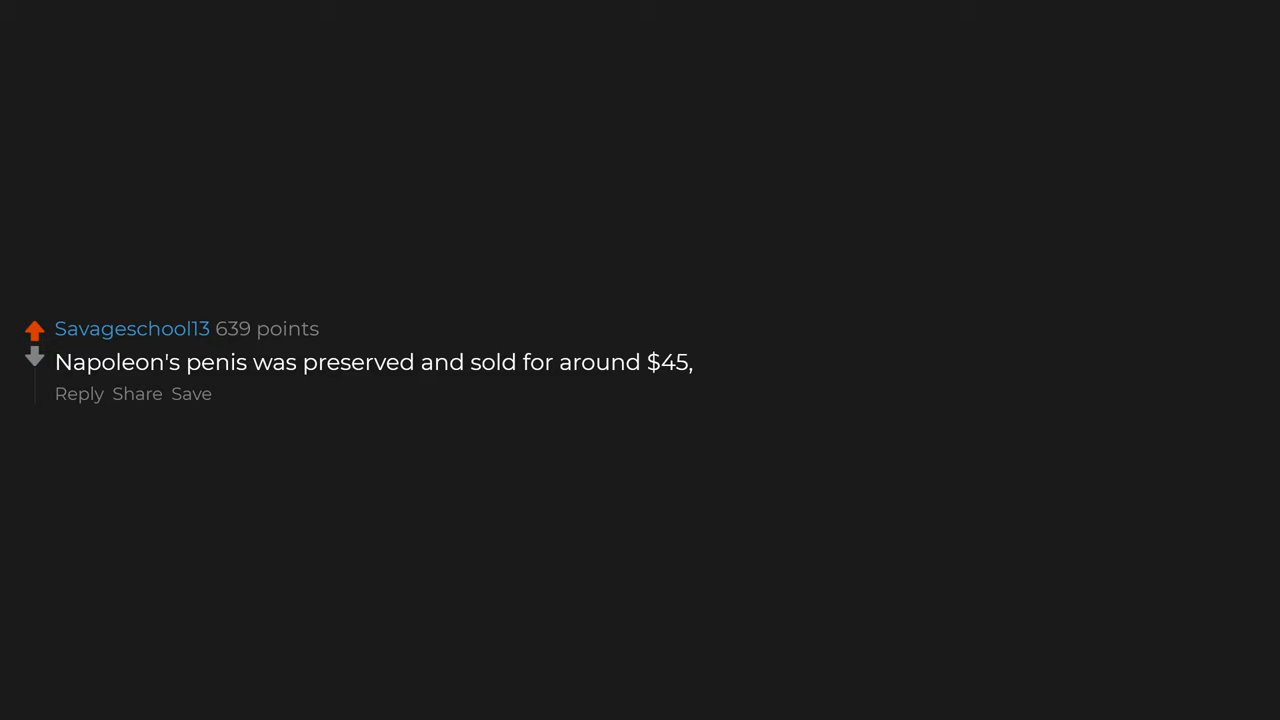 Savageschool13 639 points
Napoleon's penis was preserved and sold for around $45,
Reply Share Save